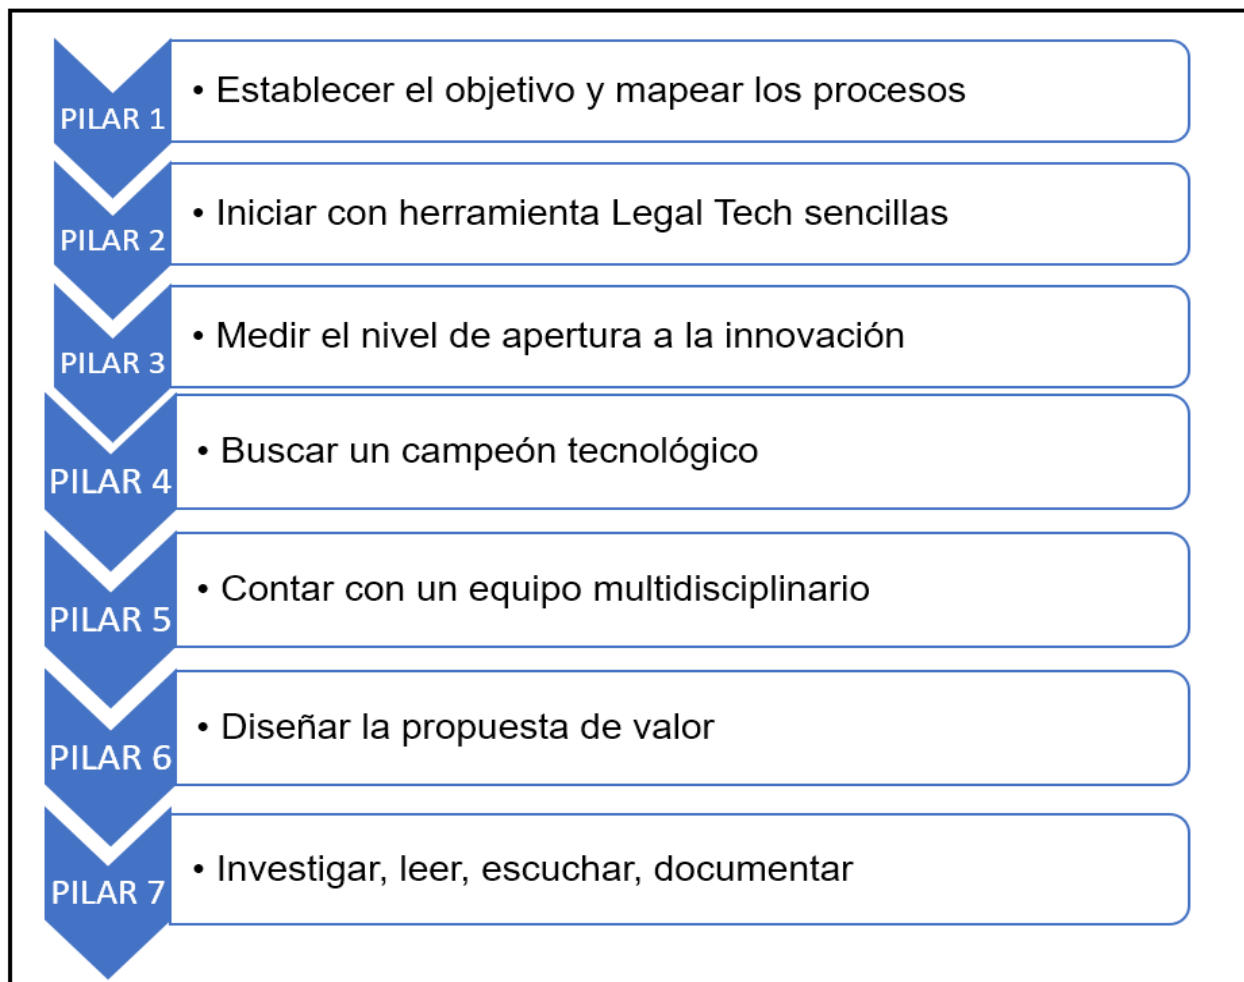 PILAR 1
• Establecer el objetivo y mapear los procesos
PILAR 2
• Iniciar con herramienta Legal Tech sencillas
PILAR 3
• Medir el nivel de apertura a la innovación
PILAR 4
• Buscar un campeón tecnológico
PILAR 5
• Contar con un equipo multidisciplinario
PILAR 6
• Diseñar la propuesta de valor
PILAR 7
• Investigar, leer, escuchar, documentar